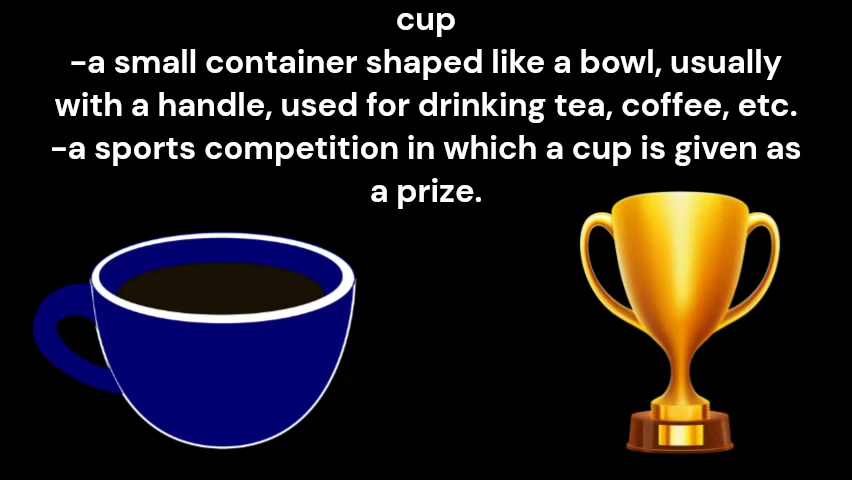 cup
-a small container shaped like a bowl, usually
with a handle, used for drinking tea, coffee, etc.
-a sports competition in which a cup is given as
a prize.